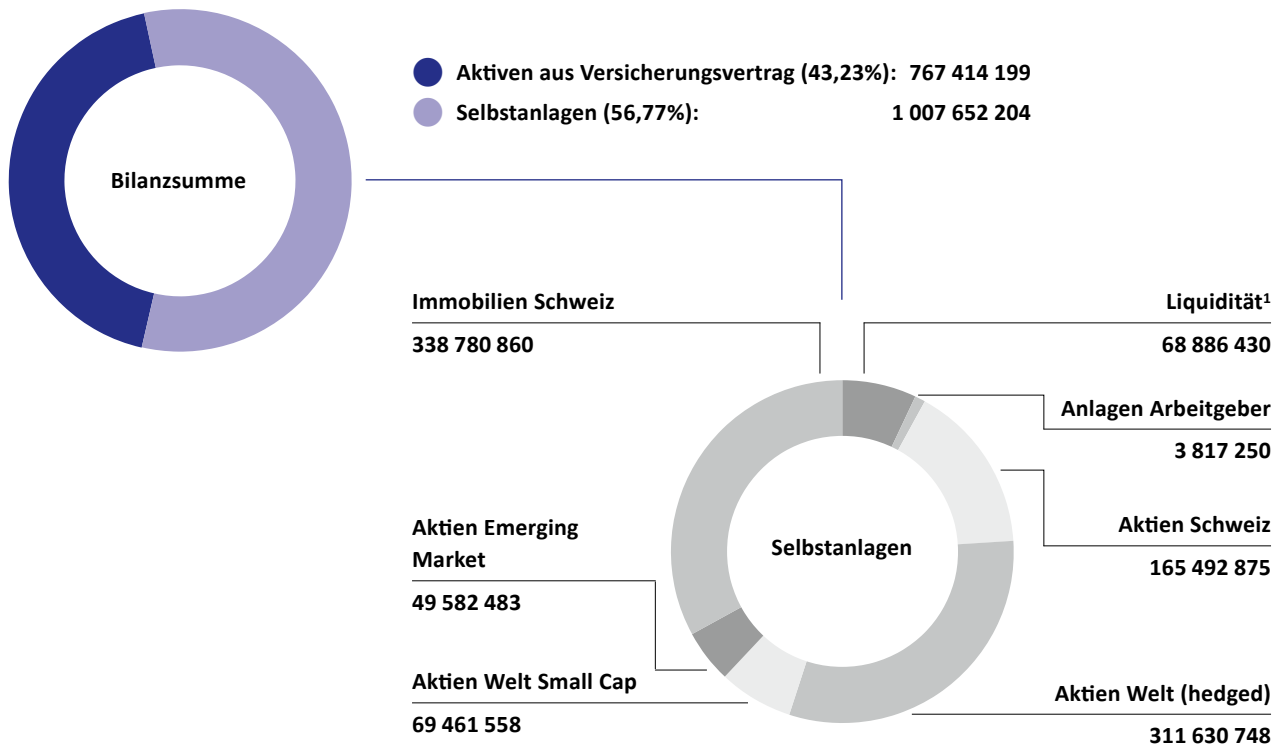 Aktiven aus Versicherungsvertrag (43,23%): 767 414 199
Selbstanlagen (56,77%): 1 007 652 204
Bilanzsumme
Immobilien Schweiz
338 780 860
Liquidität¹
68 886 430
Anlagen Arbeitgeber
3 817 250
Aktien Schweiz
165 492 875
Aktien Emerging
Market
49 582 483
Selbstanlagen
Aktien Welt Small Cap
69 461 558
Aktien Welt (hedged)
311 630 748